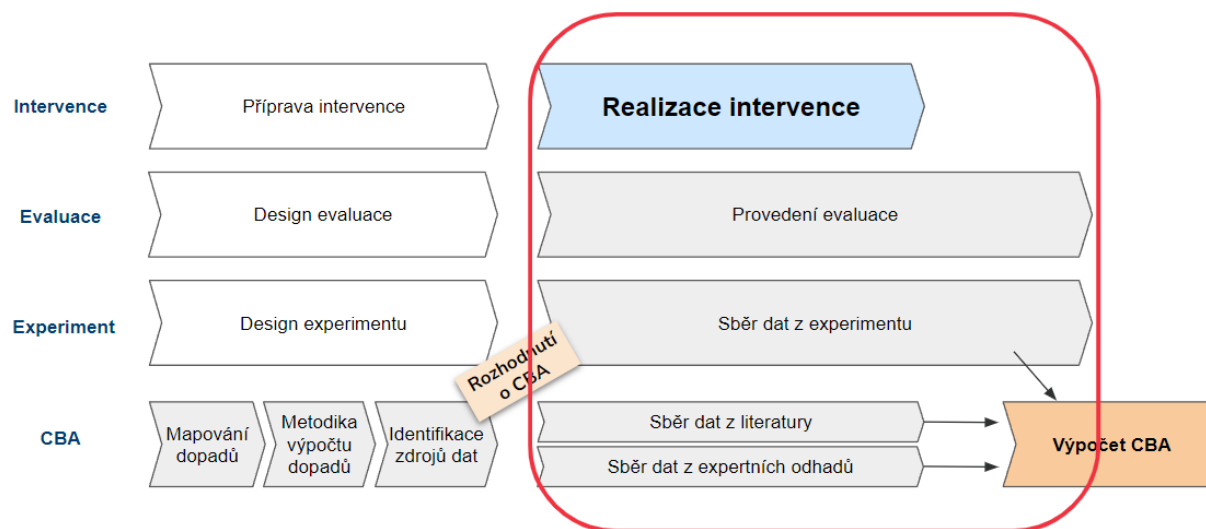 Intervence
Příprava intervence
Realizace intervence
Evaluace
Design evaluace
Provedení evaluace
Experiment
Design experimentu
Sběr dat z experimentu
Rozhodnutí
o CBA
CBA
Mapování
dopadů
Metodika
výpočtu
dopadů
Identifikace
zdrojů dat
Sběr dat z literatury
Sběr dat z expertních odhadů
Výpočet CBA